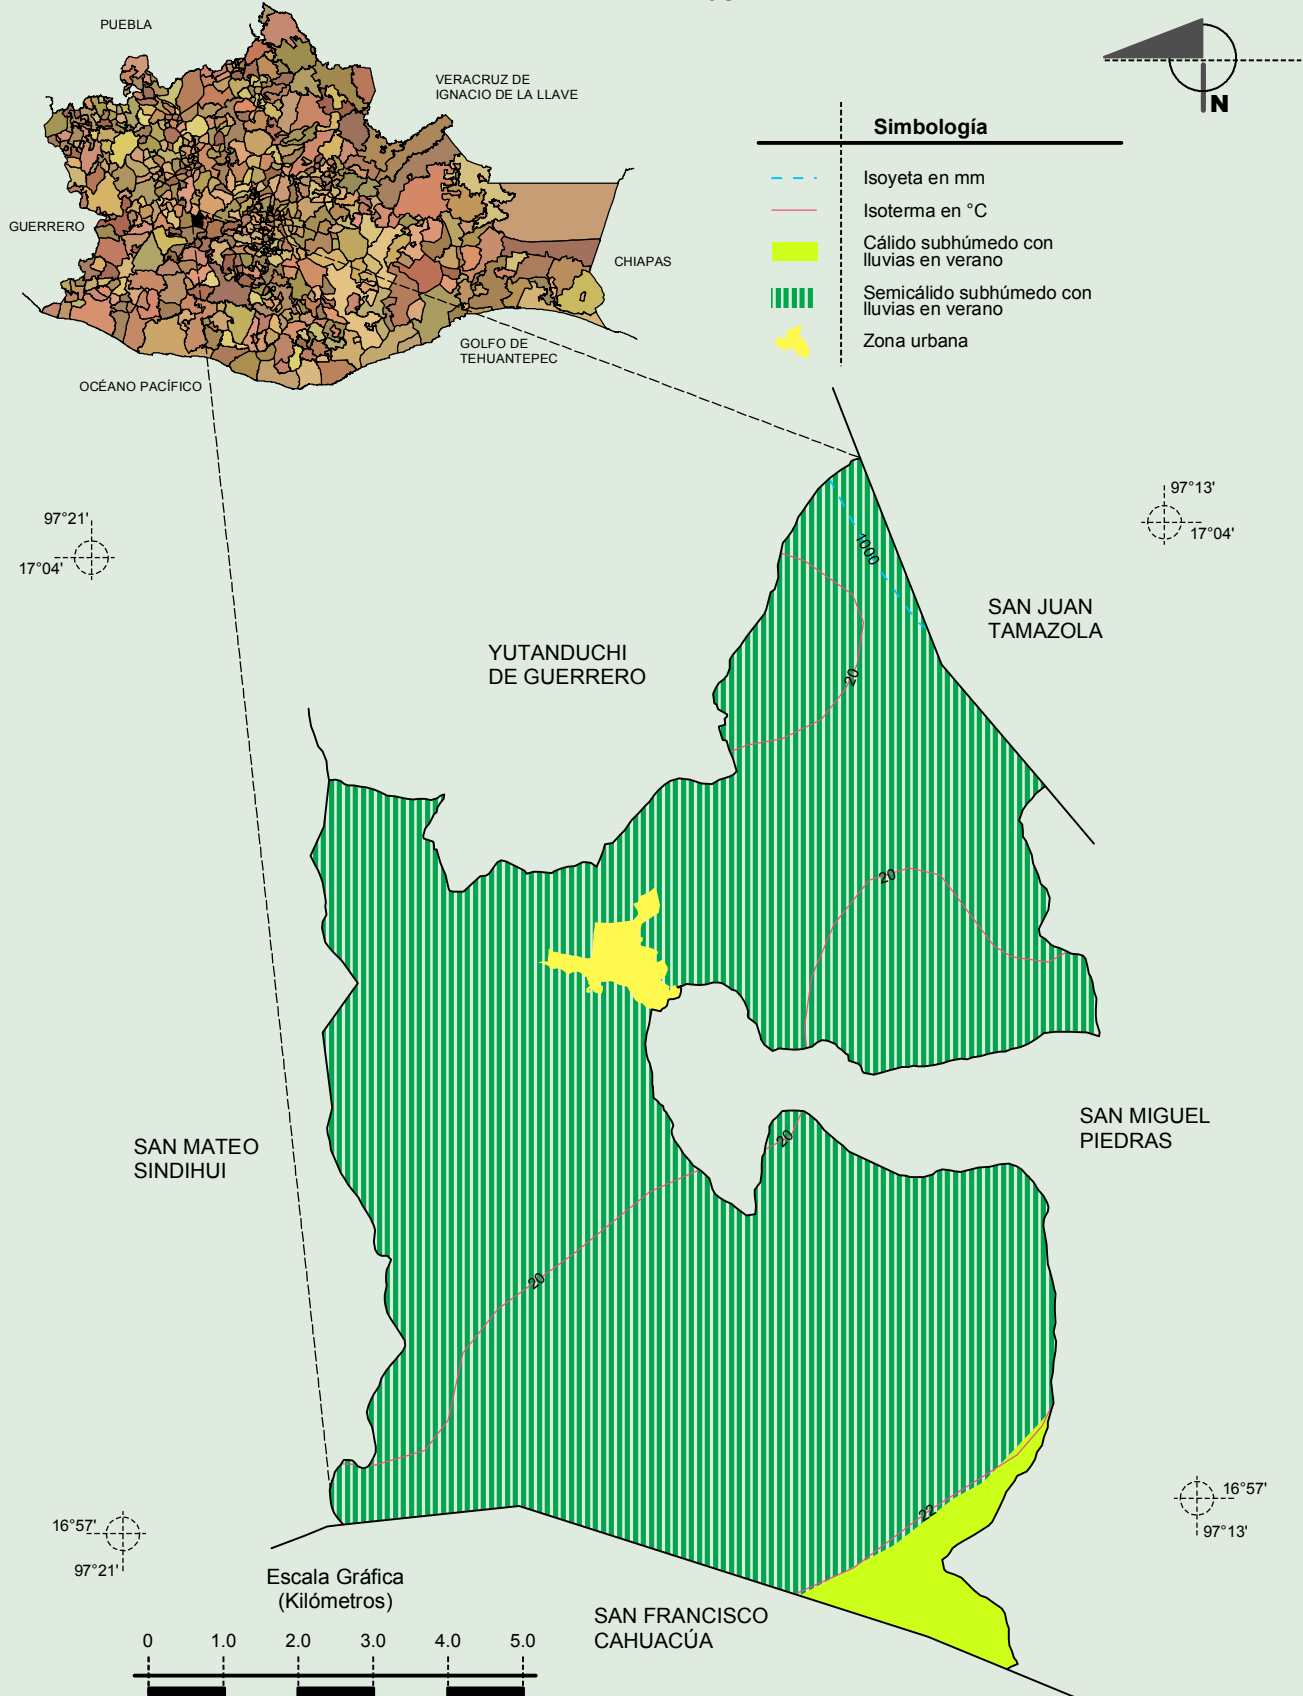 PUEBLA
VERACRUZ DE
IGNACIO DE LA LLAVE
GUERRERO
CHIAPAS
GOLFO DE
TEHUANTEPEC
OCÉANO PACÍFICO
N
Simbología
Isoyeta en mm
Isoterma en °C
Cálido subhúmedo con
lluvias en verano
Semicálido subhúmedo con
lluvias en verano
Zona urbana
97°21'
17°04'
97°13'
17°04'
1000
SAN JUAN
TAMAZOLA
YUTANDUCHI
DE GUERRERO
20
20
SAN MATEO
SINDIHUI
SAN MIGUEL
PIEDRAS
20
20
22
16°57'
97°21'
16°57'
97°13'
Escala Gráfica
(Kilómetros)
0 1.0 2.0 3.0 4.0 5.0
SAN FRANCISCO
CAHUACÚA